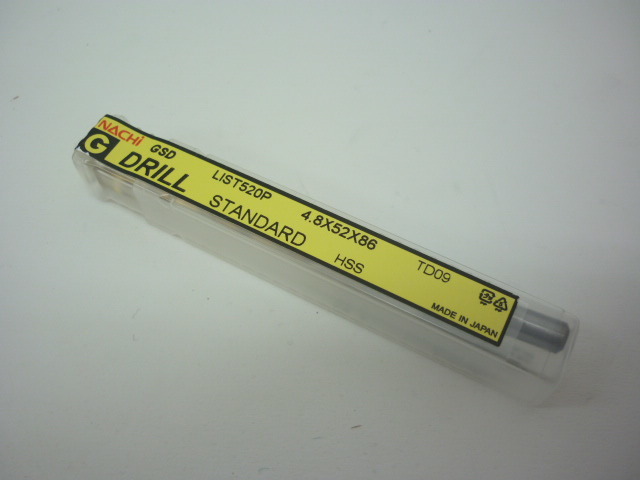 NACHi GSD LIST520P 4.8X52X86 TD09
G DRILL STANDARD HSS
MADE IN JAPAN